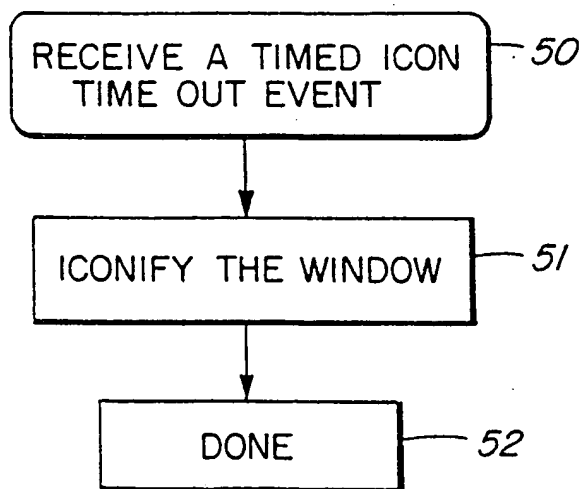 RECEIVE A TIMED ICON
TIME OUT EVENT
50
ICONIFY THE WINDOW
51
DONE
52